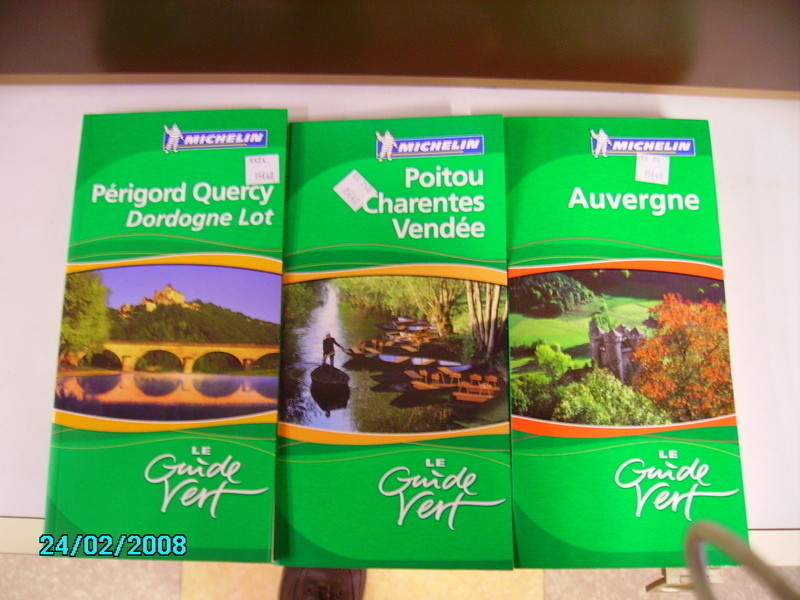 MICHELIN
Périgord Quercy
Dordogne Lot
LE
Guide
Vert
MICHELIN
Poitou
Charentes
Vendée
LE
Guide
Vert
MICHELIN
Auvergne
LE
Guide
Vert
24/02/2008